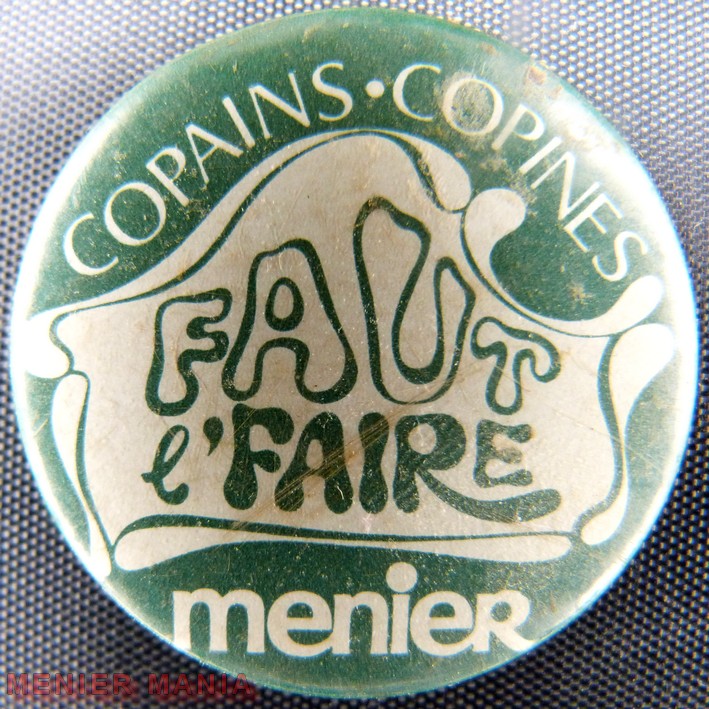 COPAINS • COPINES
FAUT
l'FAIRE
menier
MENIER MANIA